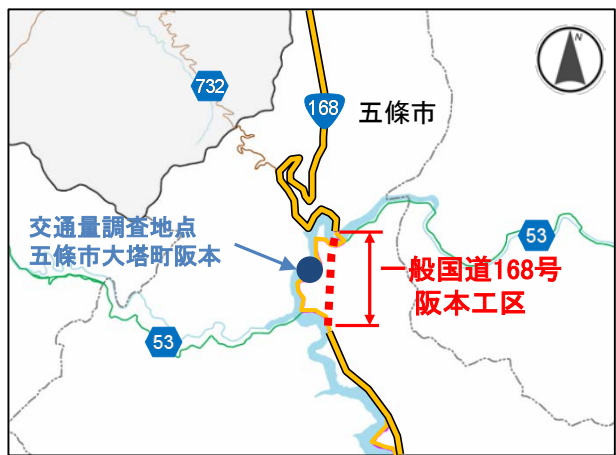 N
732
168
五條市
交通量調査地点
五條市大塔町阪本
53
一般国道168号
阪本工区
53